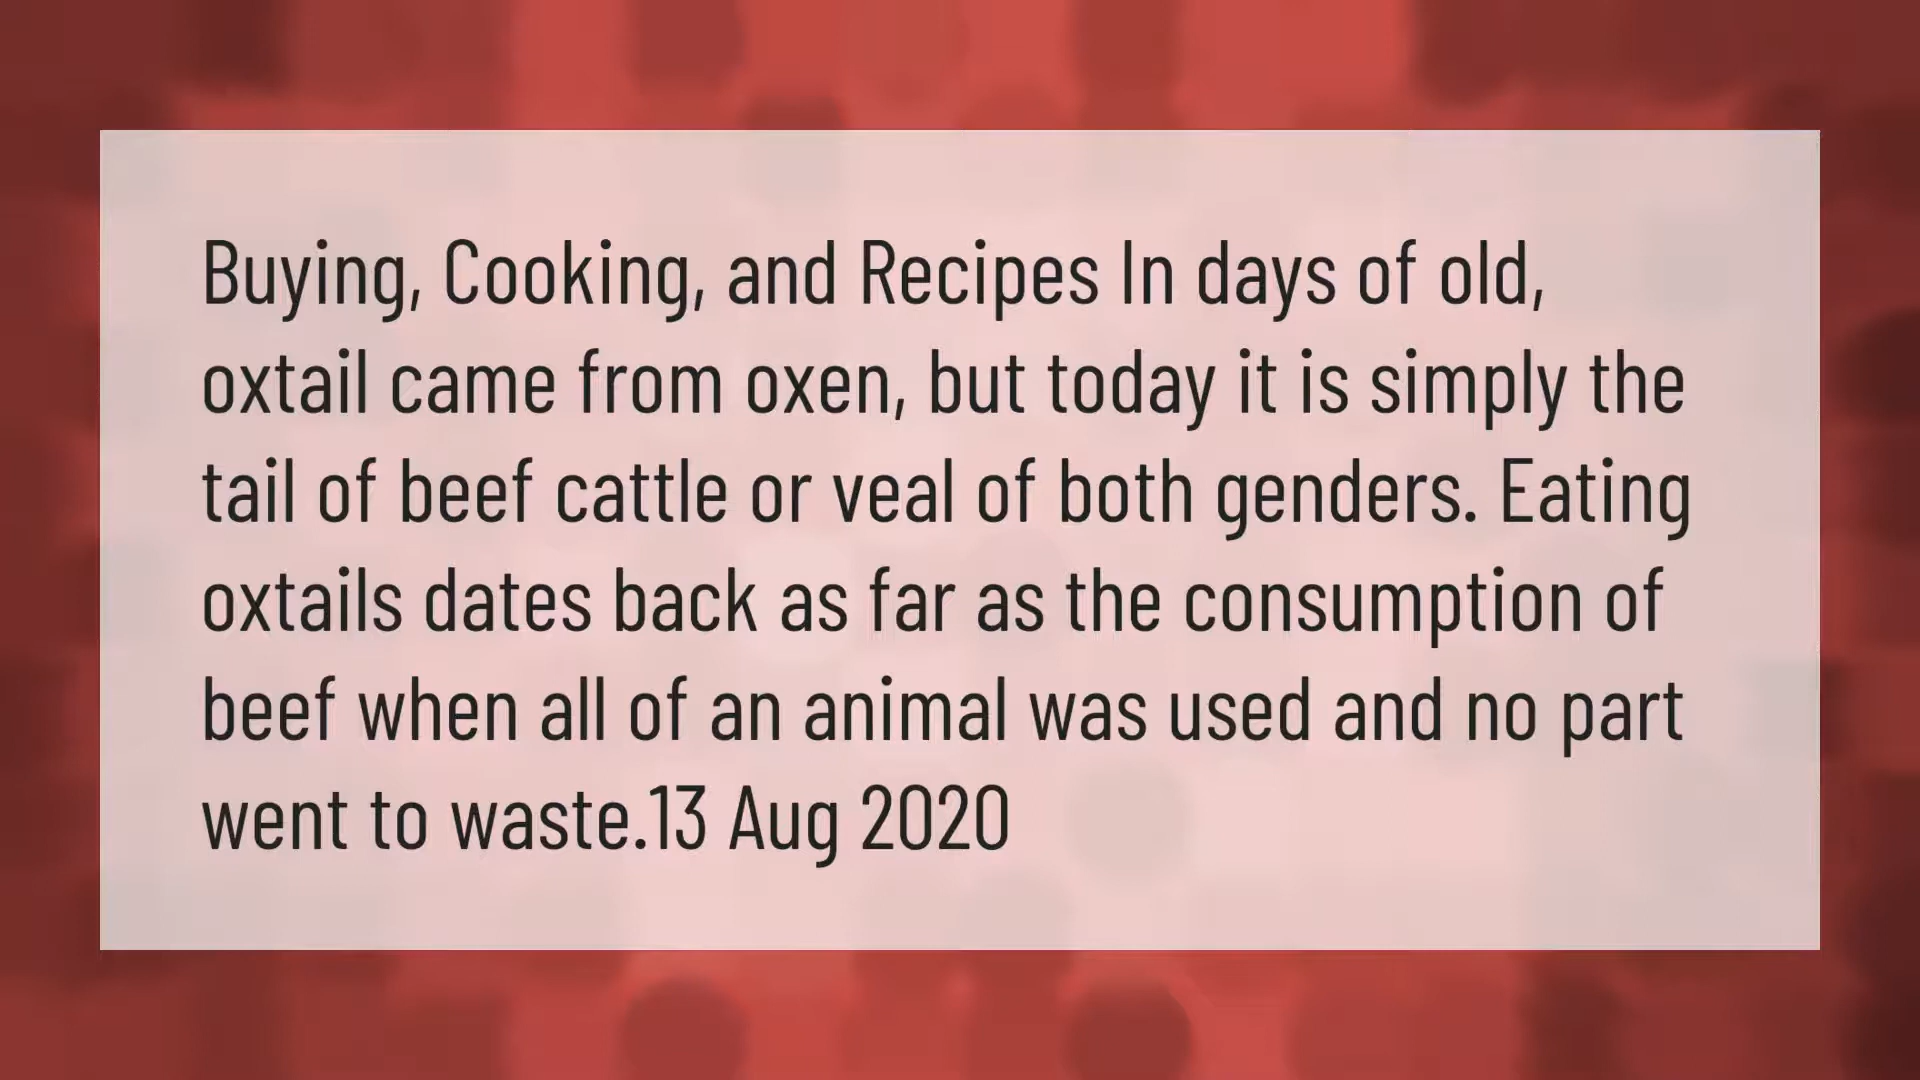 Buying, Cooking, and Recipes In days of old,
oxtail came from oxen, but today it is simply the
tail of beef cattle or veal of both genders. Eating
oxtails dates back as far as the consumption of
beef when all of an animal was used and no part
went to waste.13 Aug 2020